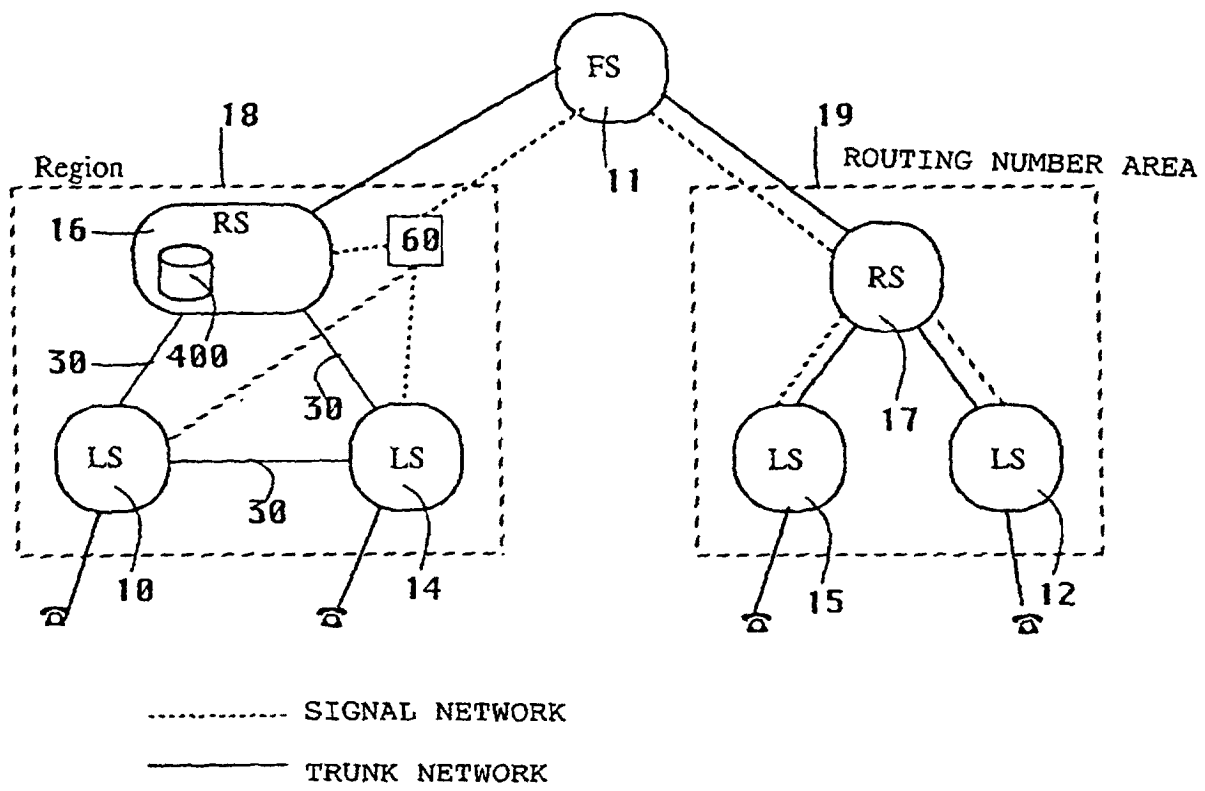 FS
18
19
Region
ROUTING NUMBER AREA
11
16
RS
60
RS
30
400
30
17
LS
LS
LS
LS
30
10
14
15
12
SIGNAL NETWORK
TRUNK NETWORK